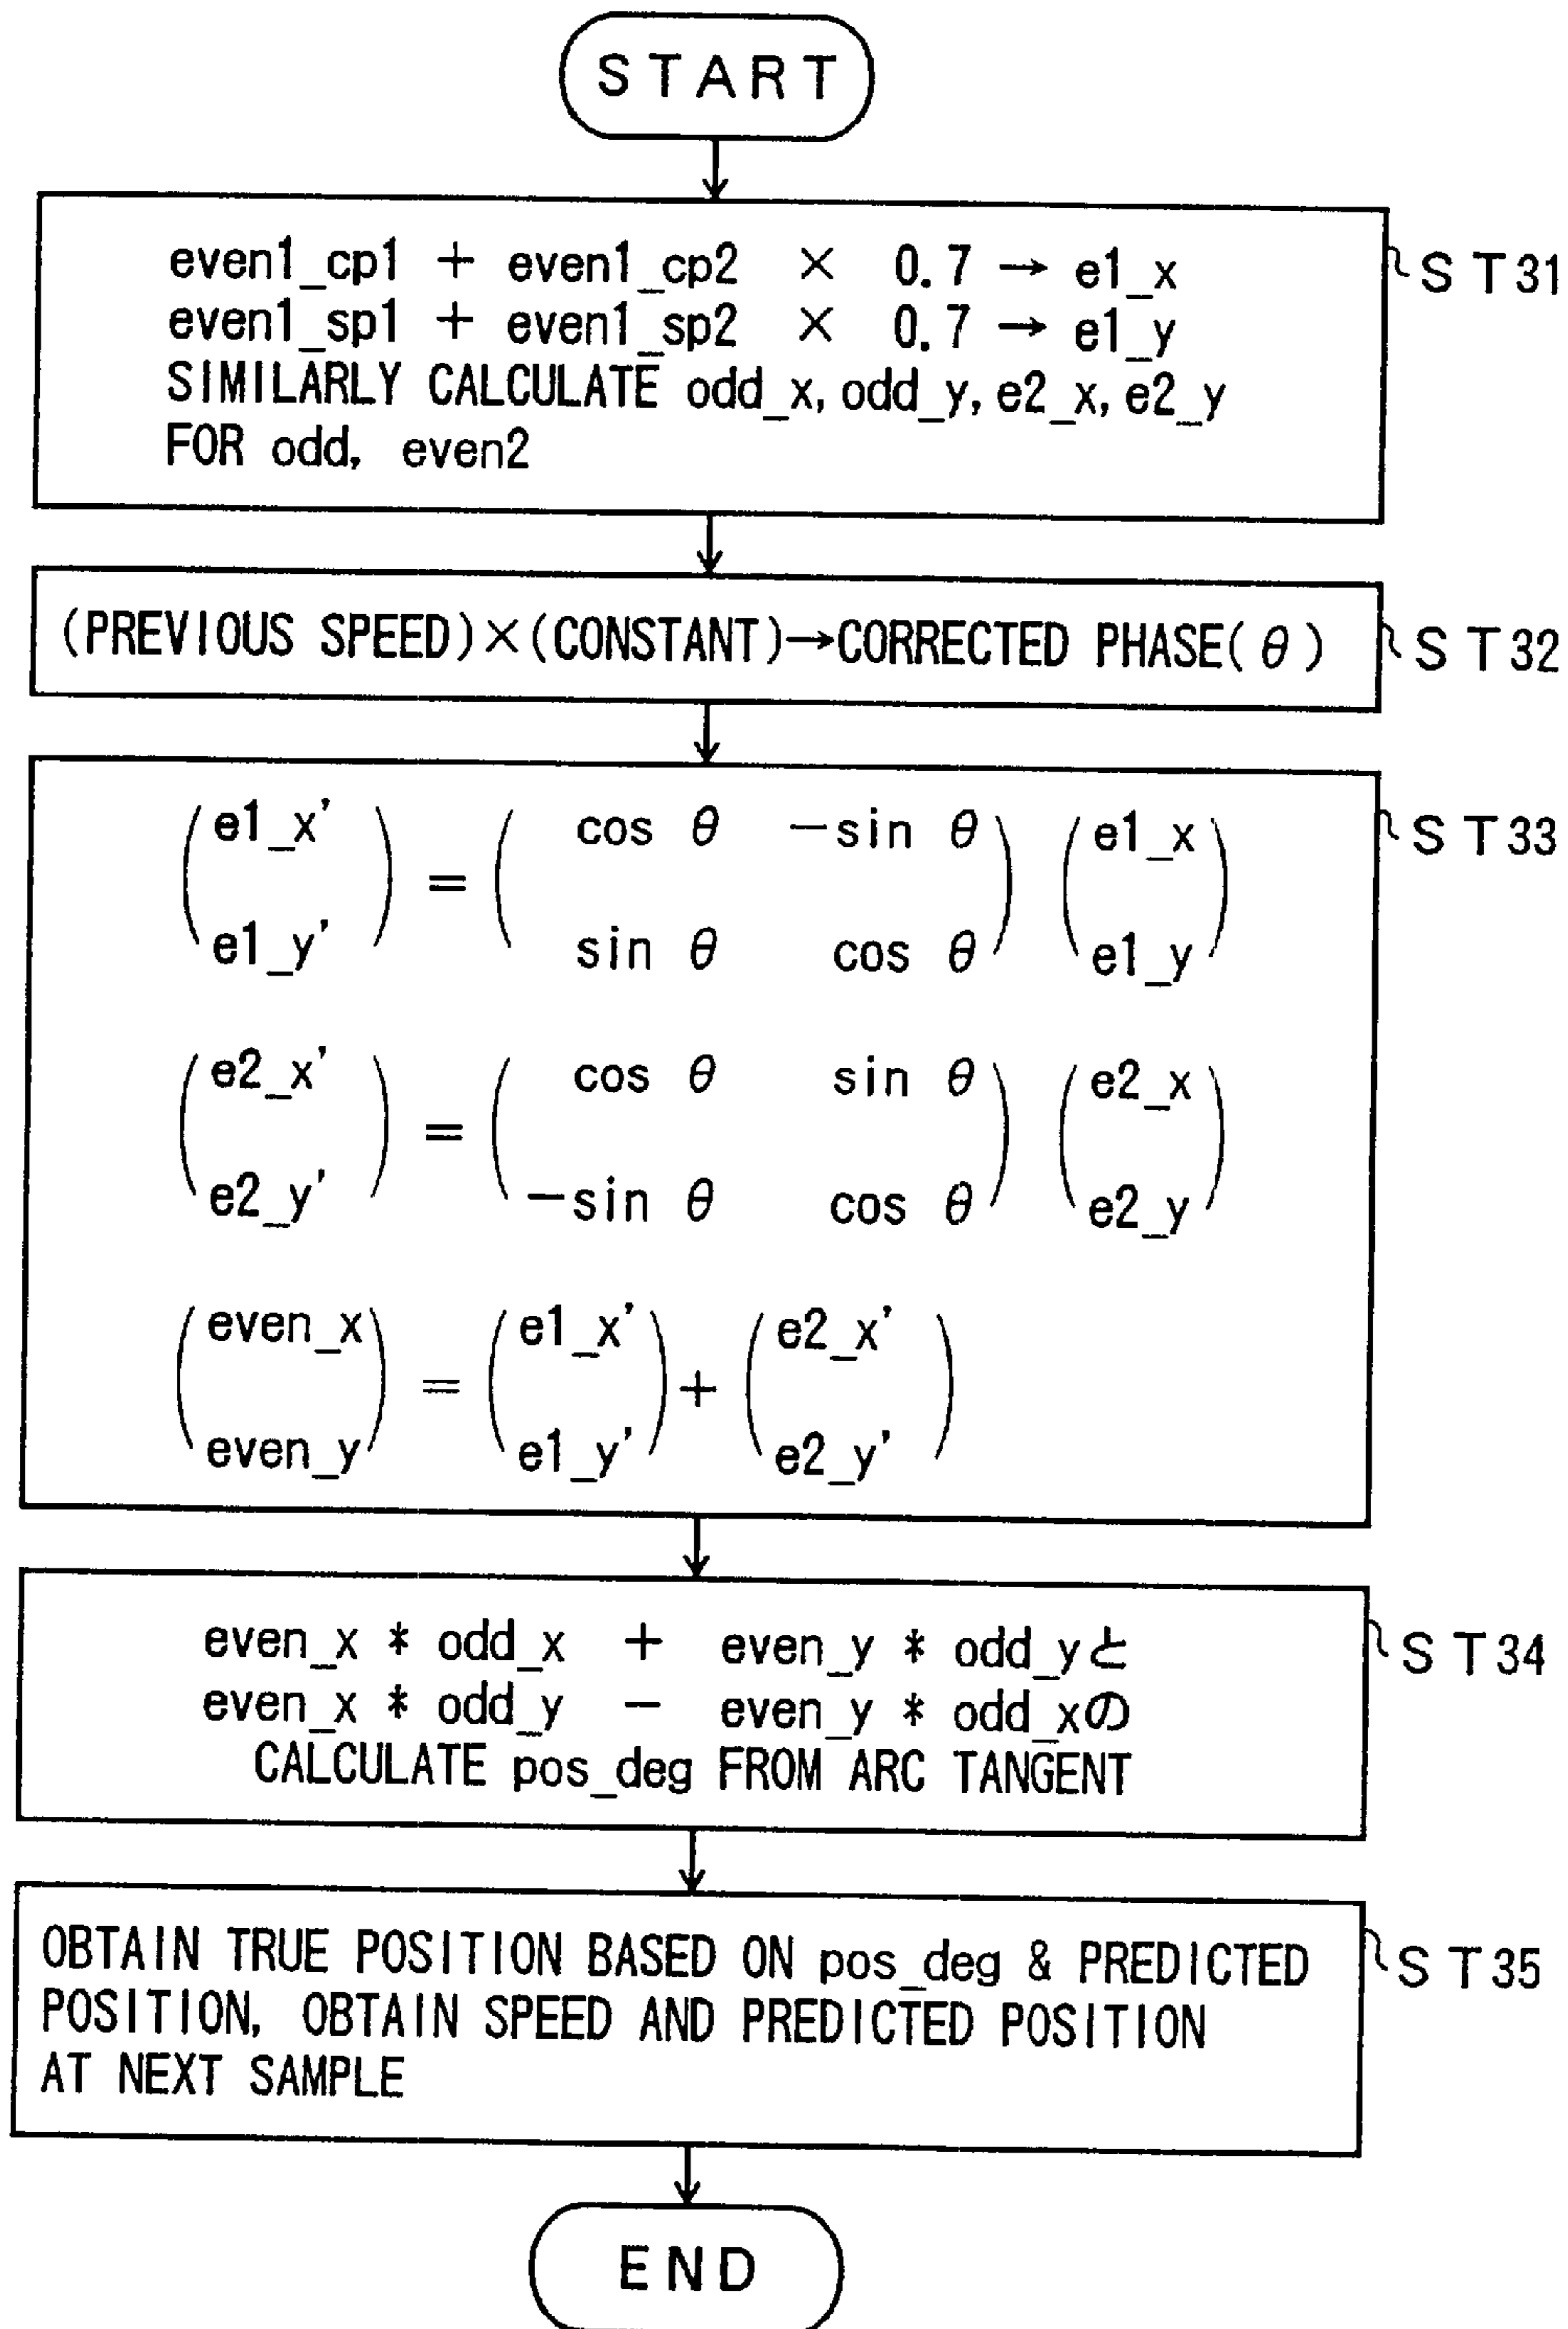 START
even1_cp1 + even1_cp2 × 0.7 → e1_x
even1_sp1 + even1_sp2 × 0.7 → e1_y
SIMILARLY CALCULATE odd_x, odd_y, e2_x, e2_y
FOR odd, even2
ST31
(PREVIOUS SPEED)×(CONSTANT)→CORRECTED PHASE(θ)
ST32
e1_x' cos θ −sin θ e1_x
=
e1_y' sin θ cos θ e1_y
ST33
e2_x' cos θ sin θ e2_x
=
e2_y' −sin θ cos θ e2_y
even_x e1_x' e2_x'
= +
even_y e1_y' e2_y'
even_x * odd_x + even_y * odd_yと
even_x * odd_y − even_y * odd_xの
CALCULATE pos_deg FROM ARC TANGENT
ST34
OBTAIN TRUE POSITION BASED ON pos_deg & PREDICTED
POSITION, OBTAIN SPEED AND PREDICTED POSITION
AT NEXT SAMPLE
ST35
END